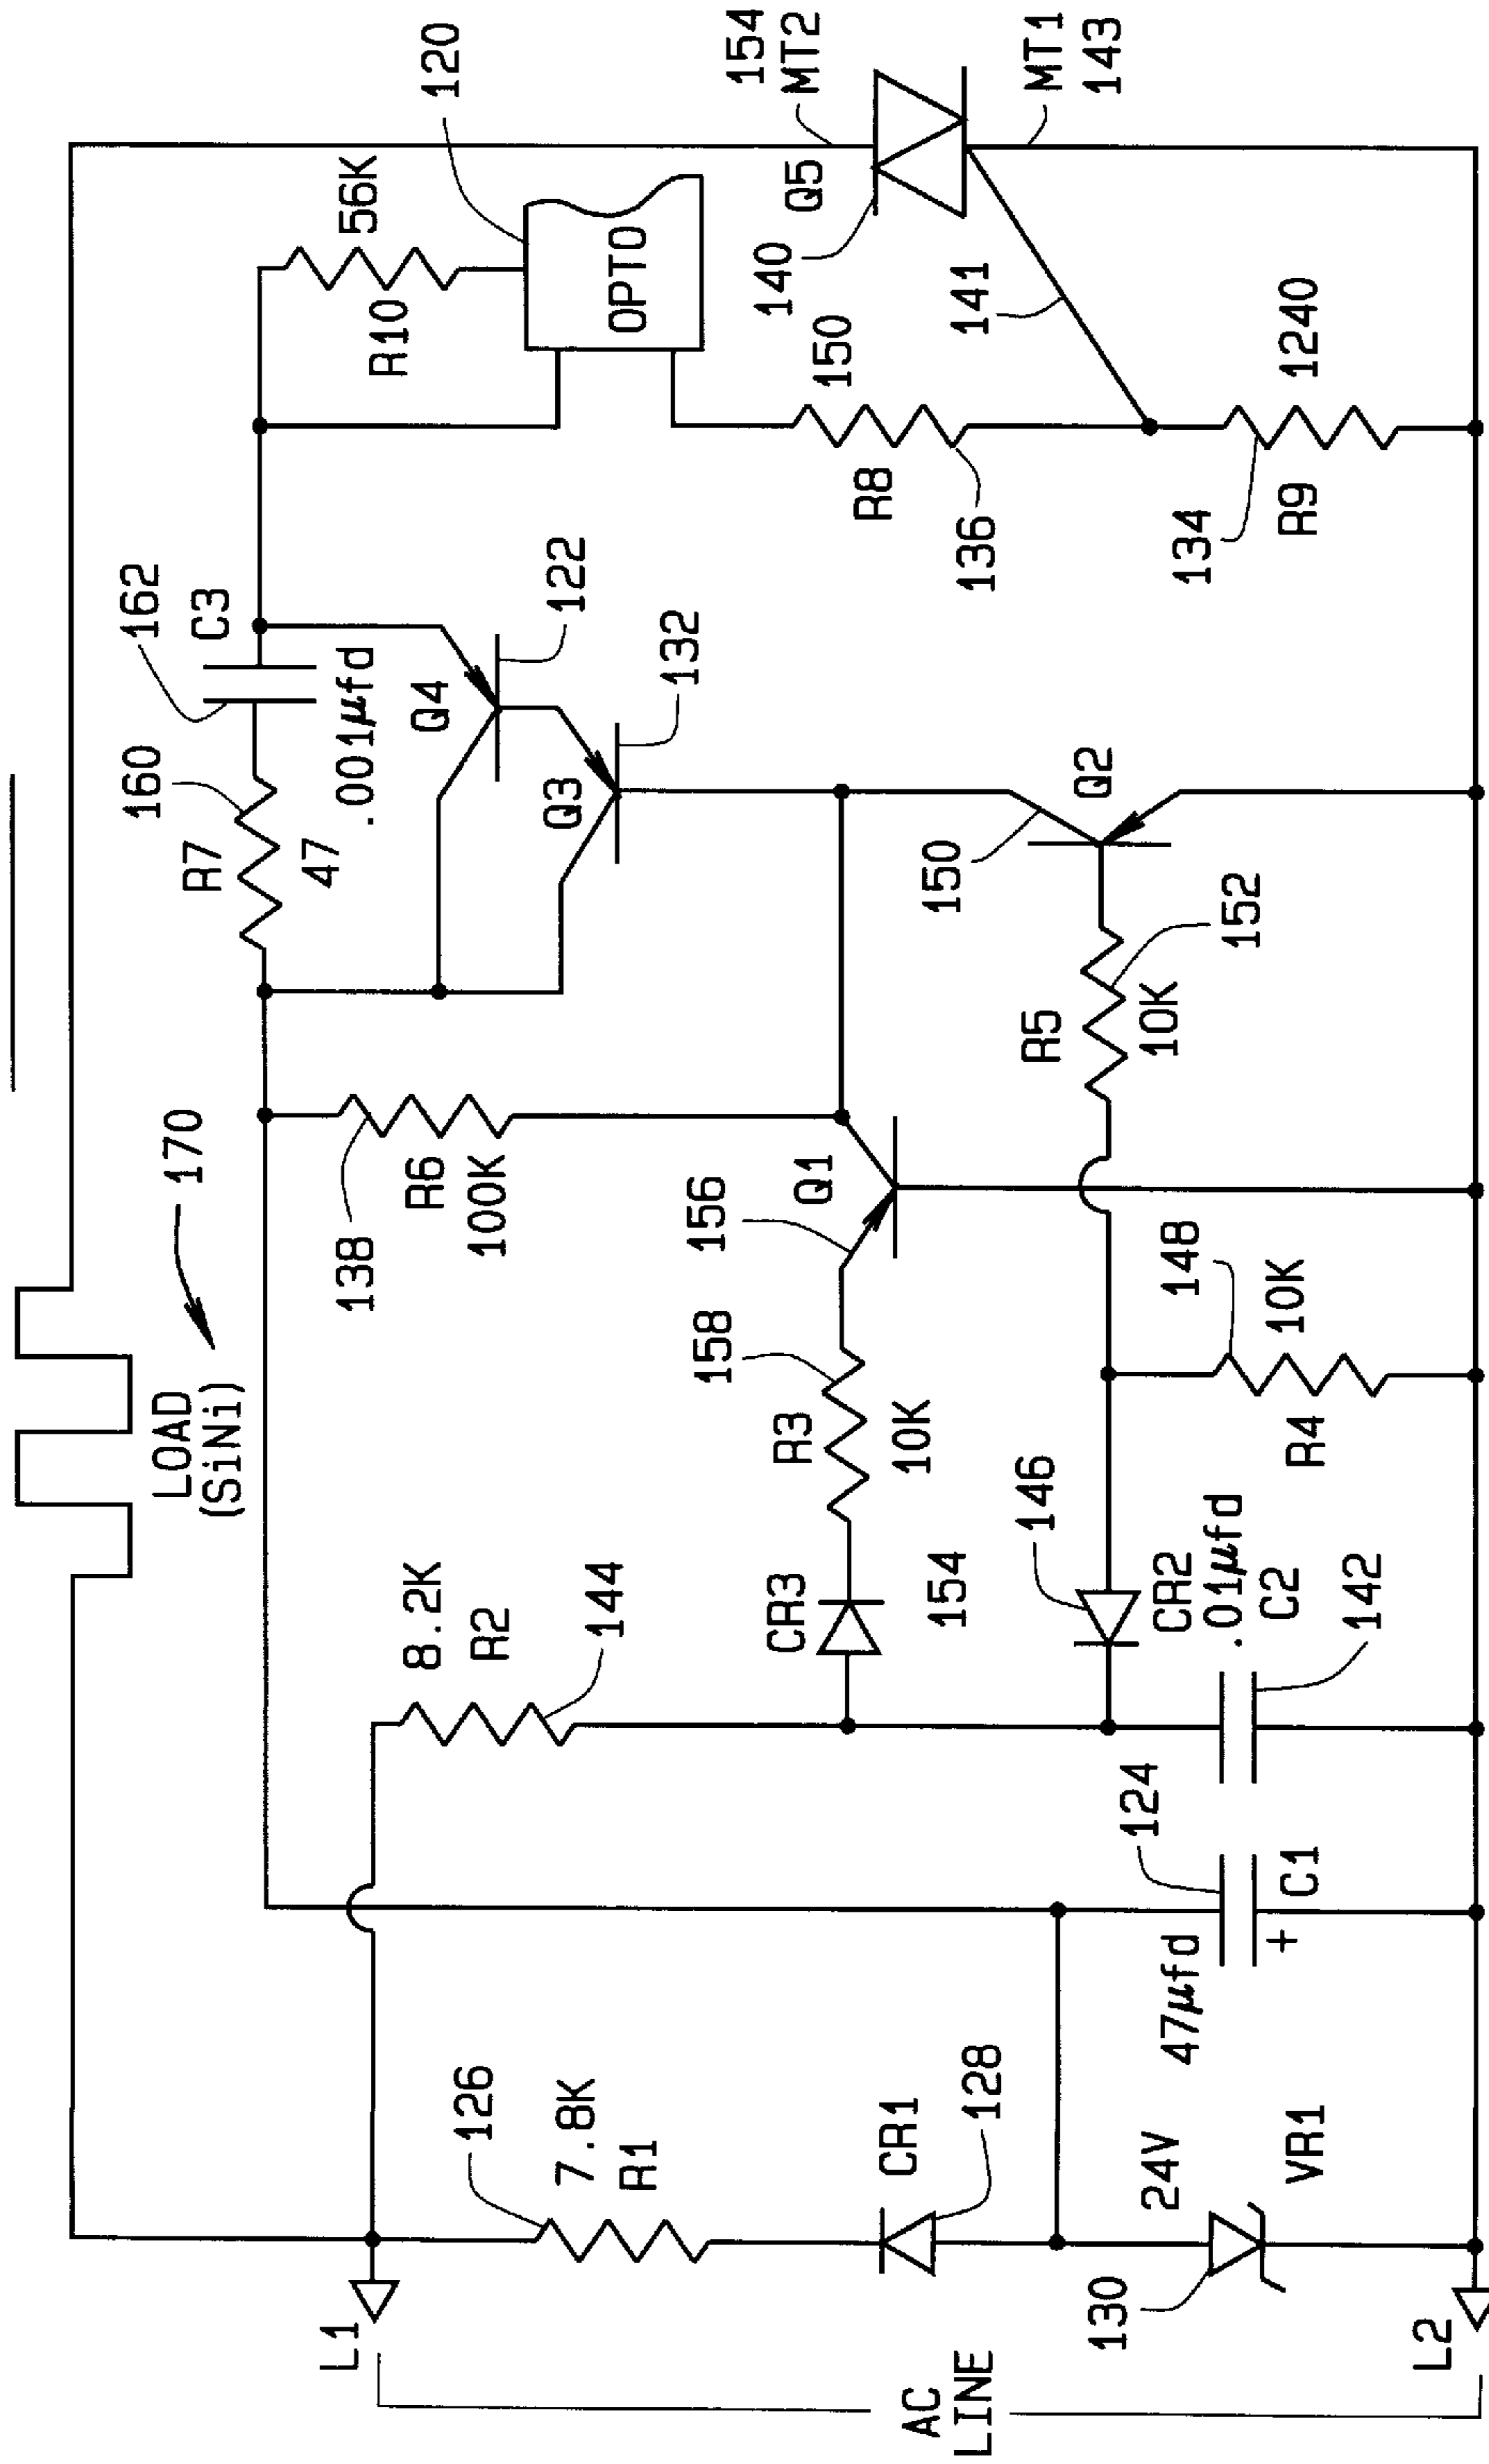 LOAD
(SiNi)
170
160
162
R7
C3
47
.001µfd
56K
R10
120
OPTO
L1
8.2K
R2
144
138
R6
100K
Q4
122
Q3
132
126
7.8K
R1
CR1
128
CR3
154
R3
10K
158
156
Q1
150
R8
136
154
MT2
Q5
140
141
MT1
143
AC
LINE
24V
130
VR1
47µfd
+
C1
124
146
CR2
.01µfd
C2
142
148
10K
R4
R5
10K
152
150
Q2
134
R9
1240
L2